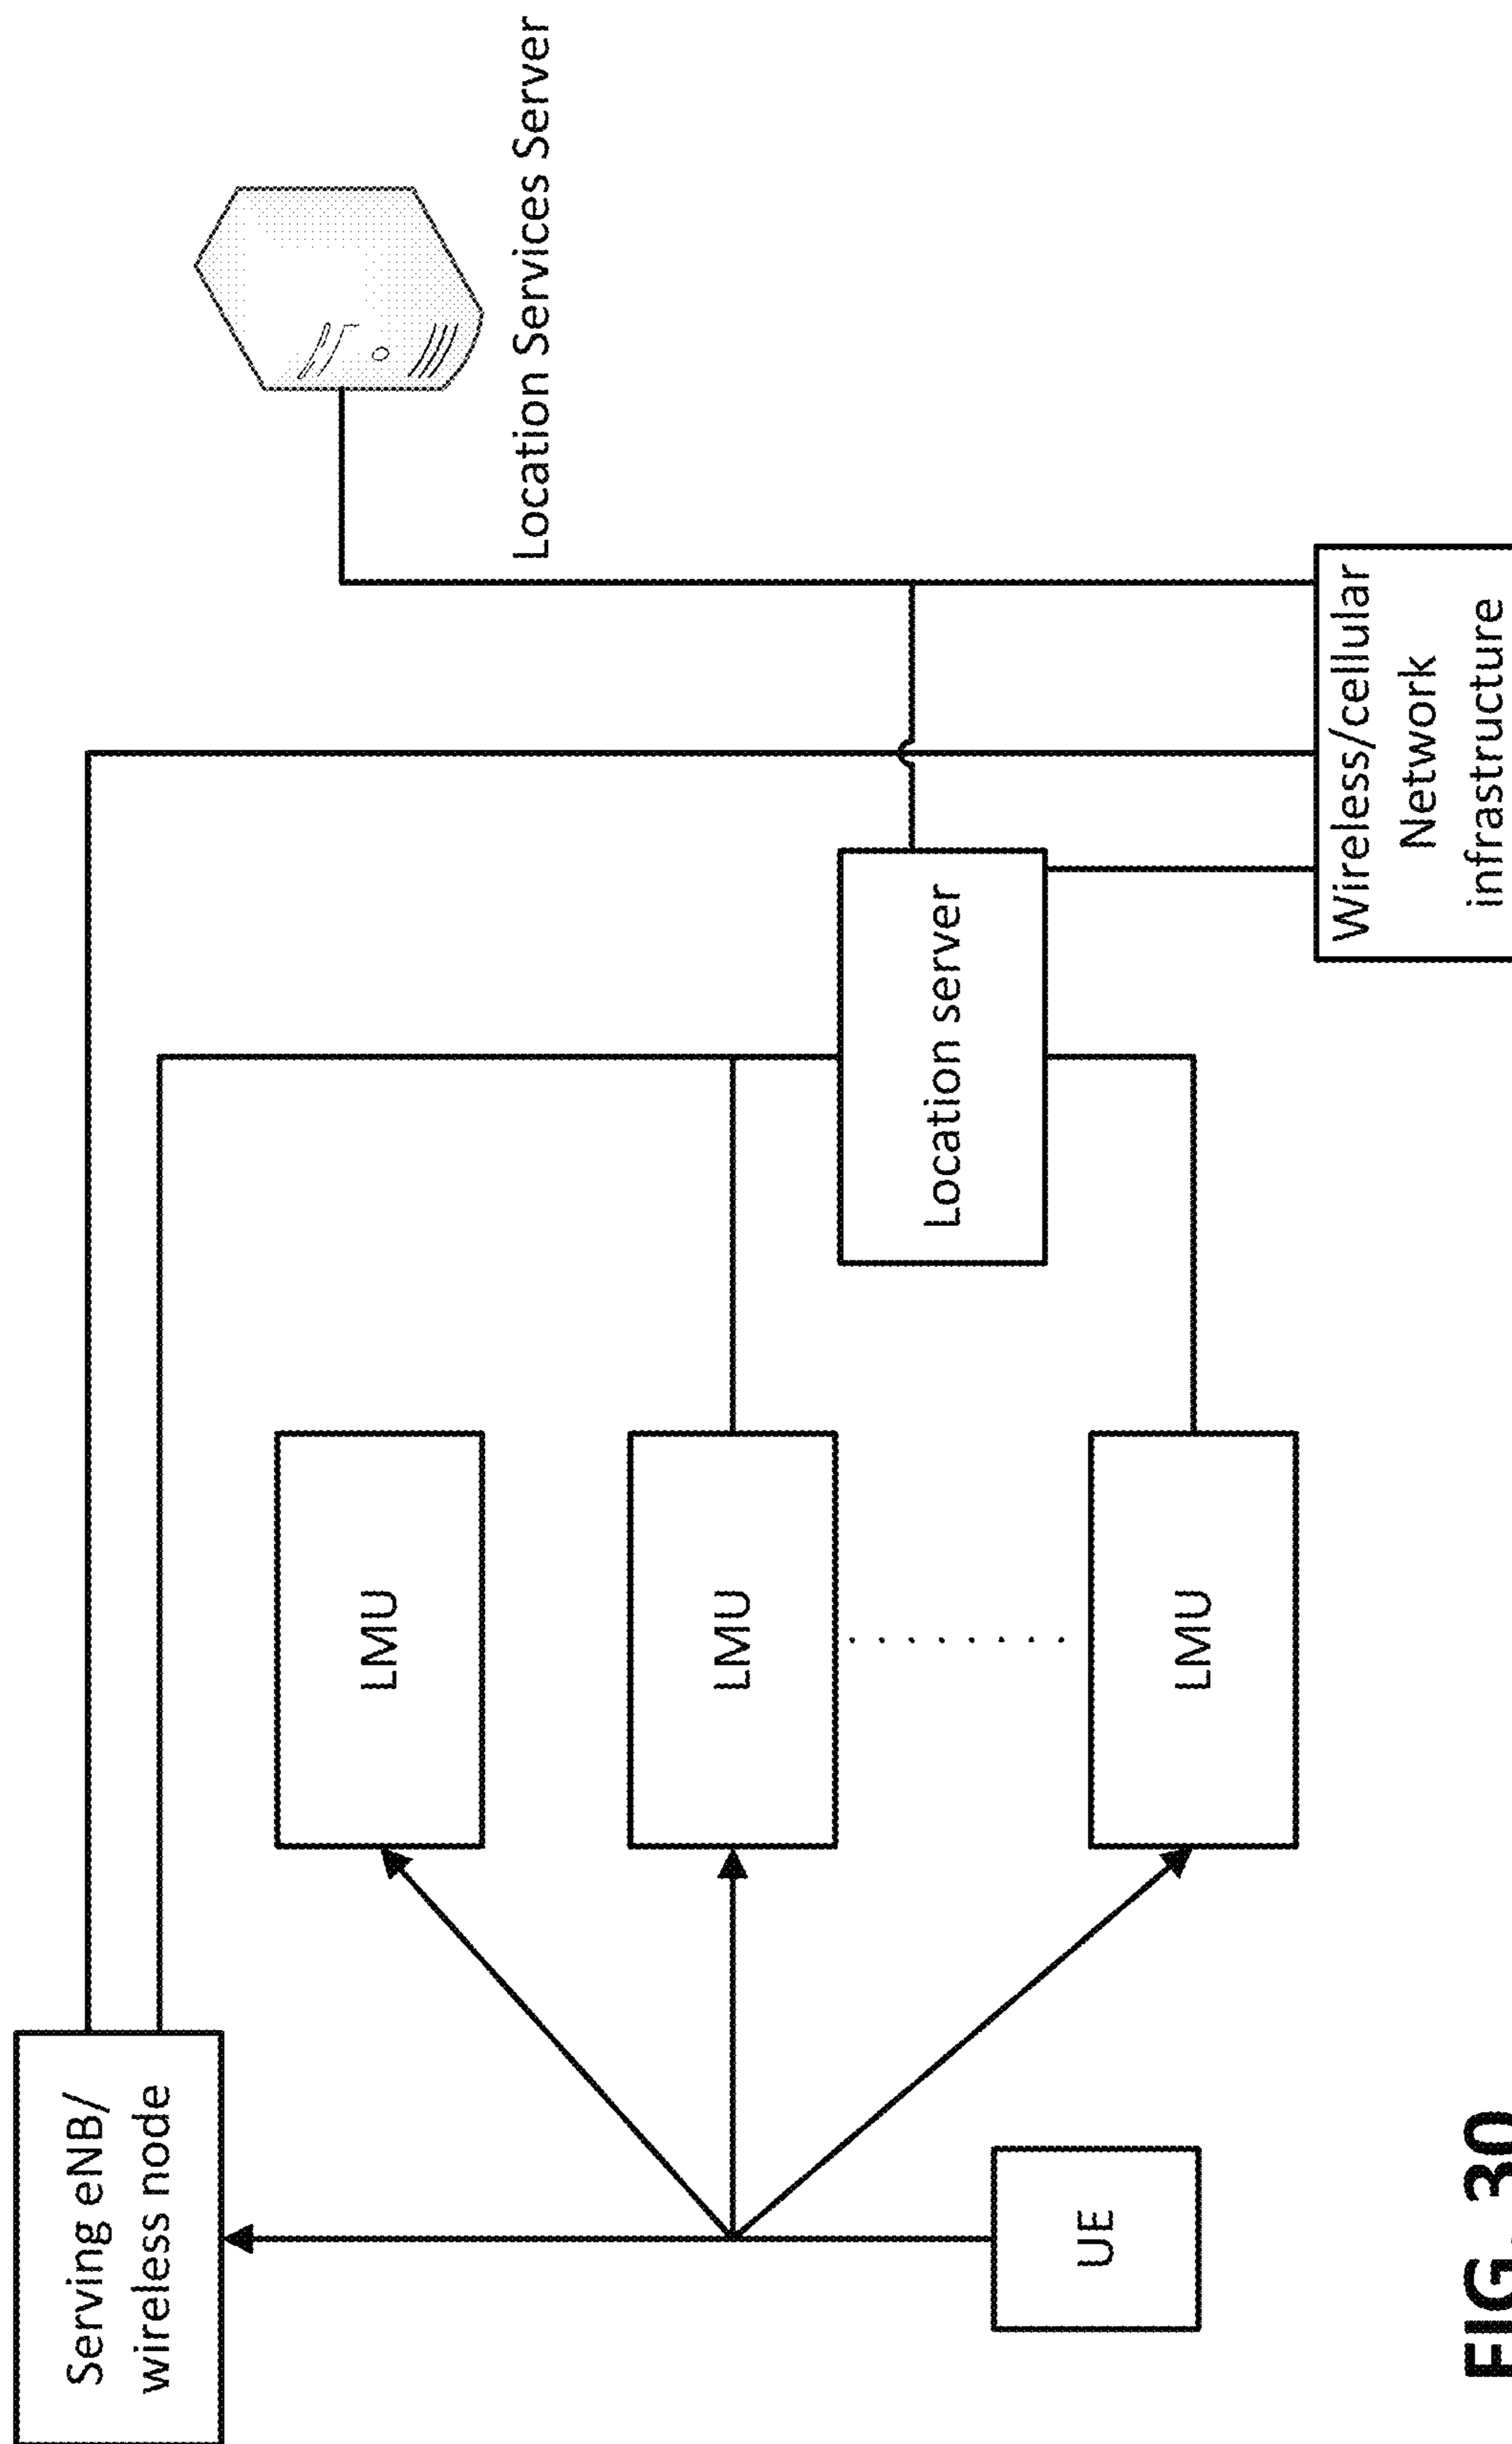 Serving eNB/
wireless node
LMU
LMU
LMU
UE
Location server
Location Services Server
Wireless/cellular
Network
infrastructure
FIG. 30